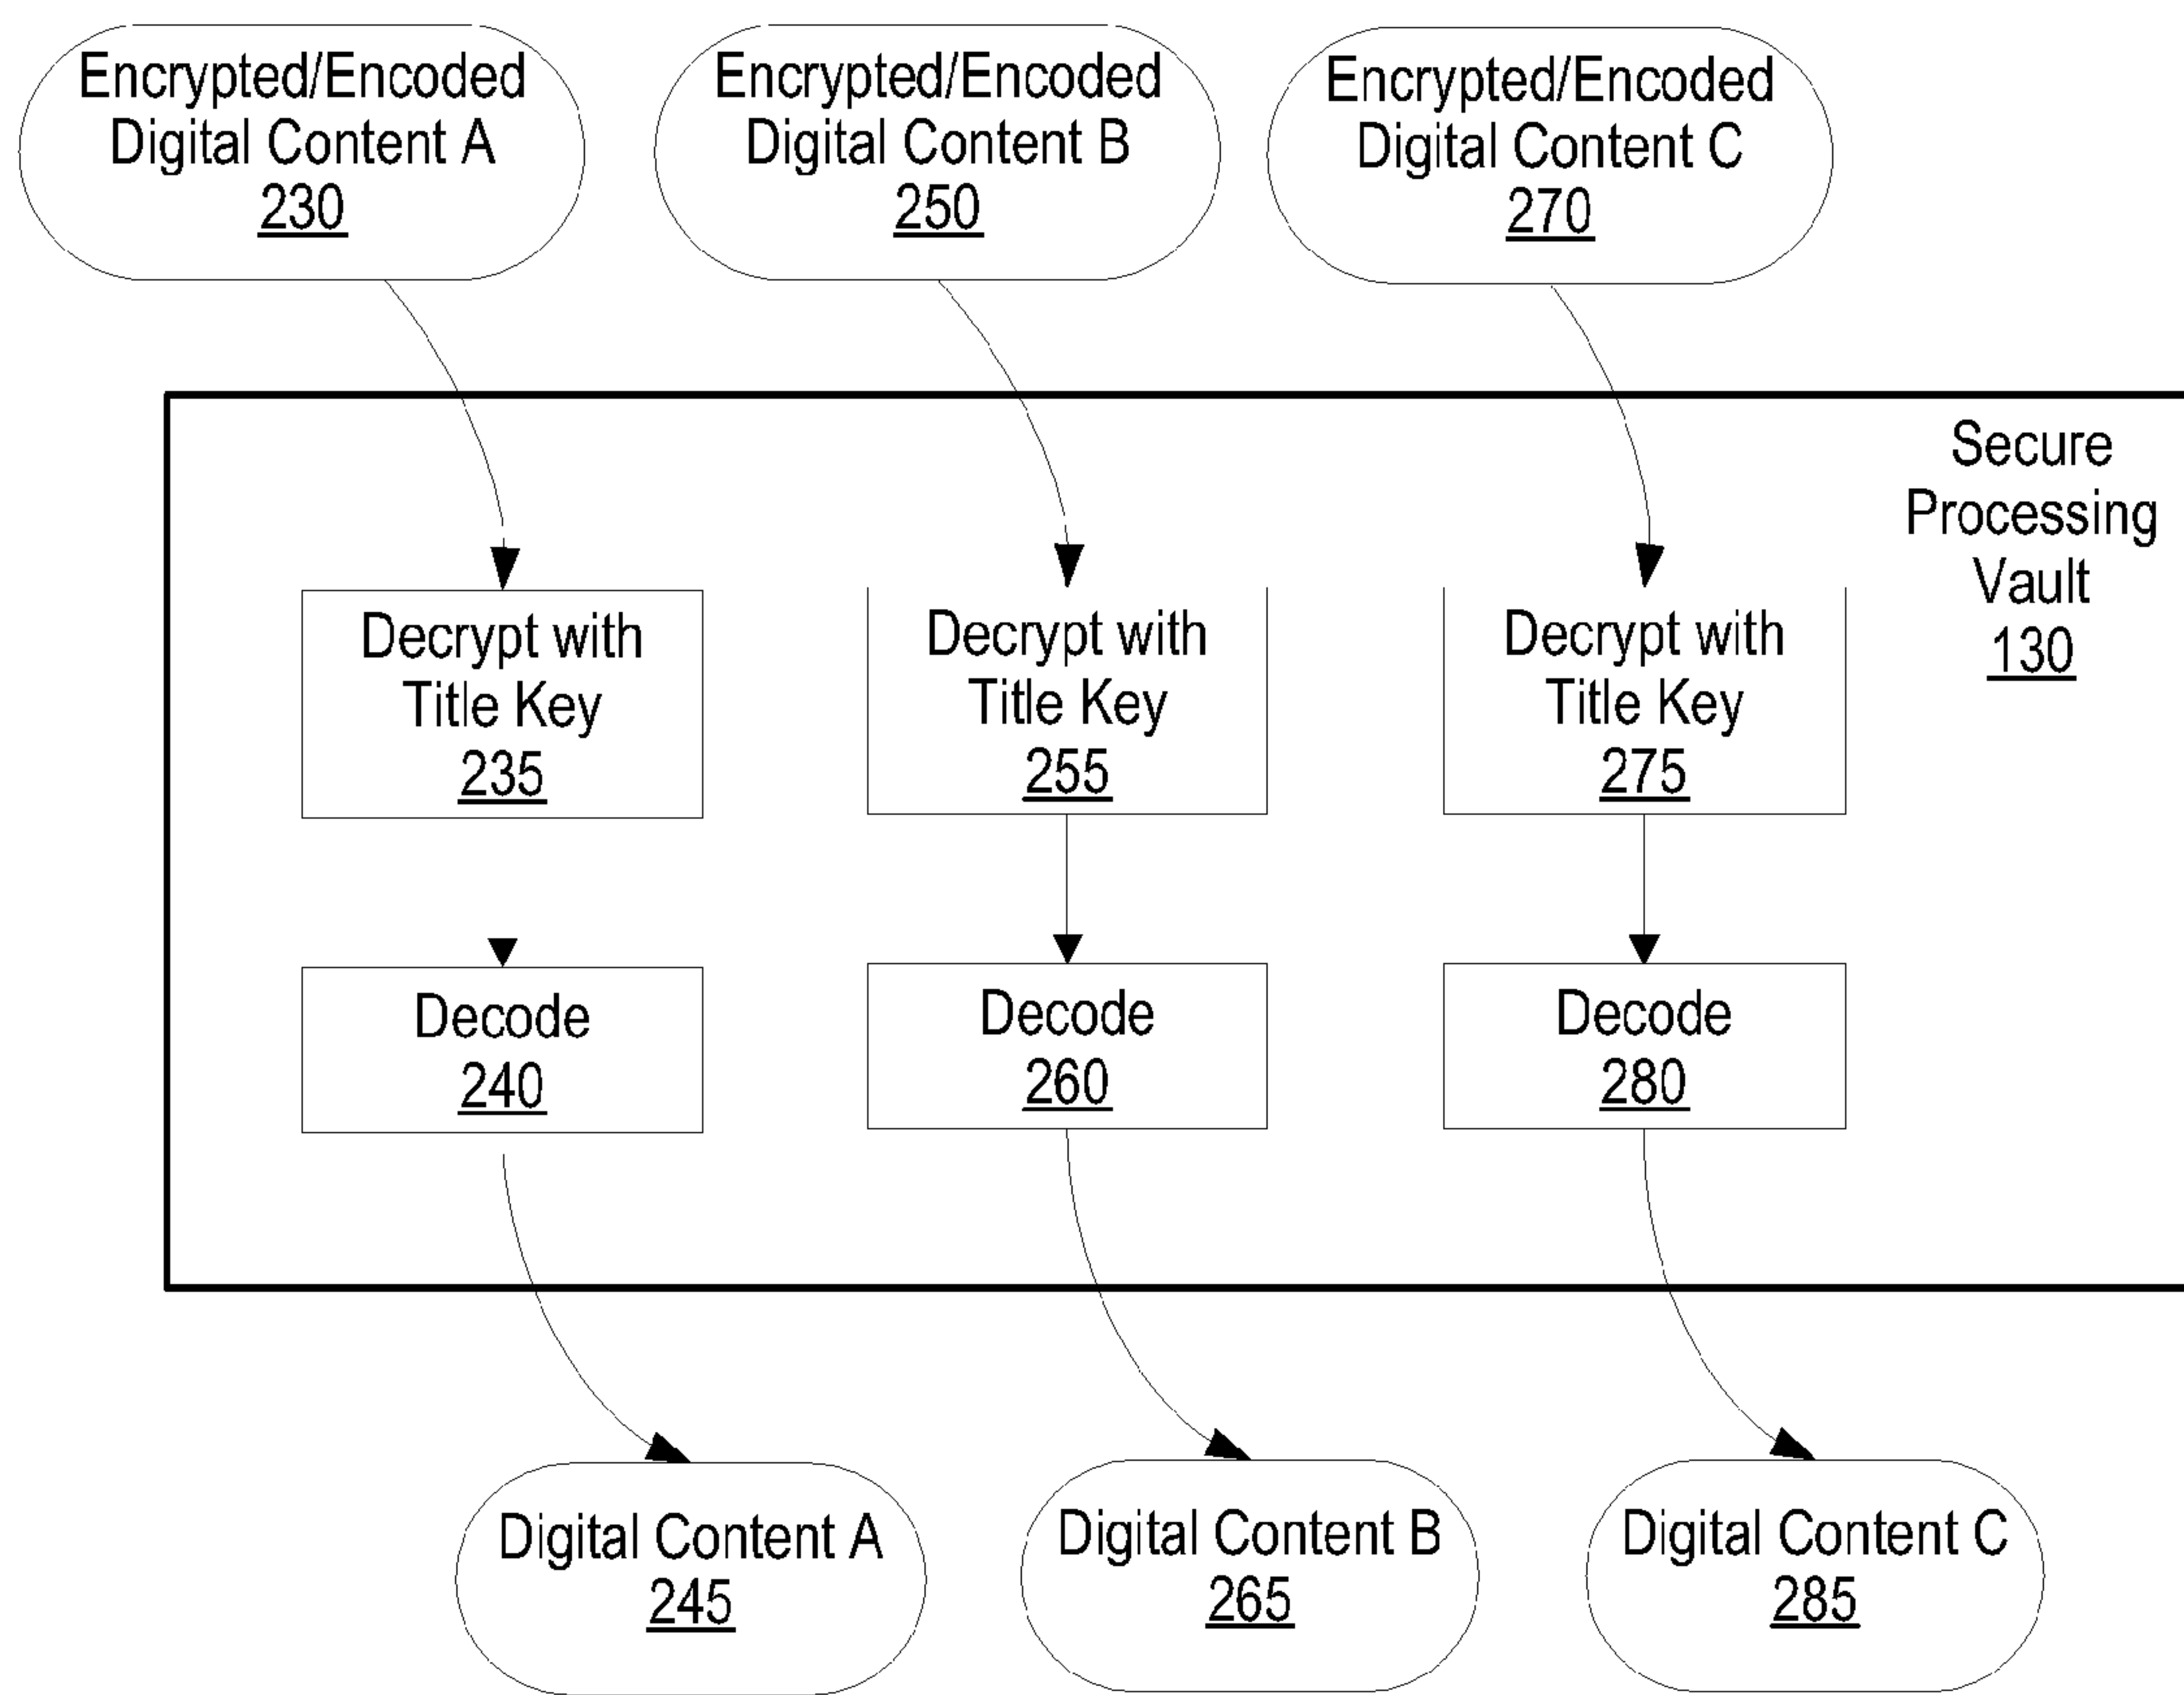 Encrypted/Encoded
Digital Content A
230
Encrypted/Encoded
Digital Content B
250
Encrypted/Encoded
Digital Content C
270
Secure
Processing
Vault
130
Decrypt with
Title Key
235
Decrypt with
Title Key
255
Decrypt with
Title Key
275
Decode
240
Decode
260
Decode
280
Digital Content A
245
Digital Content B
265
Digital Content C
285